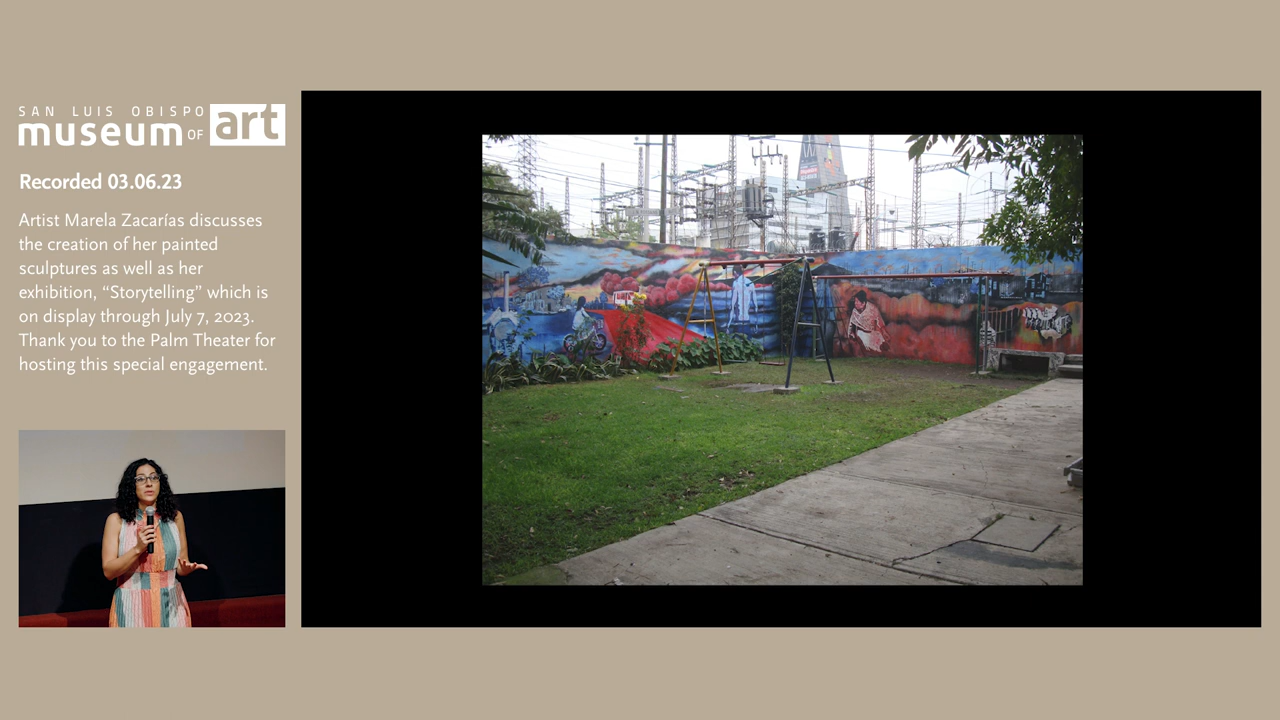 SAN LUIS OBISPO
museum OF art
Recorded 03.06.23
Artist Marela Zacarías discusses
the creation of her painted
sculptures as well as her
exhibition, “Storytelling” which is
on display through July 7, 2023.
Thank you to the Palm Theater for
hosting this special engagement.